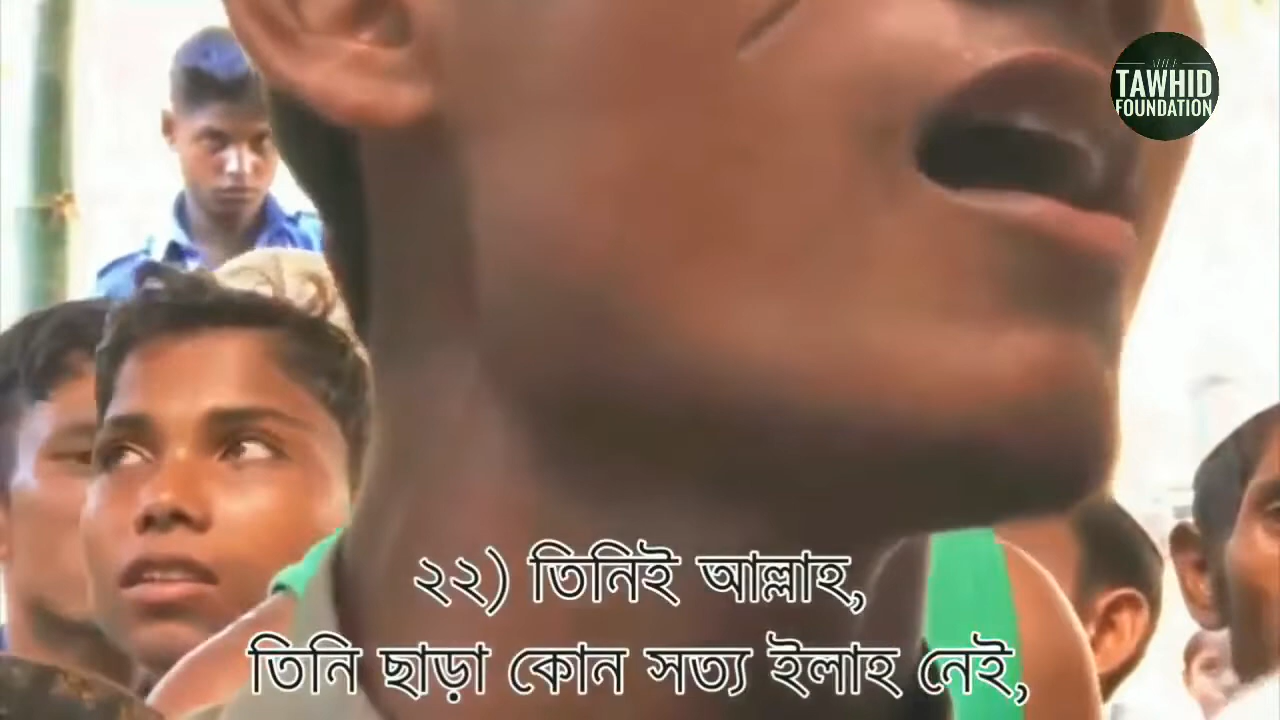 TAWHID
FOUNDATION
২২) তিনিই আল্লাহ,
তিনি ছাড়া কোন সত্য ইলাহ নেই,